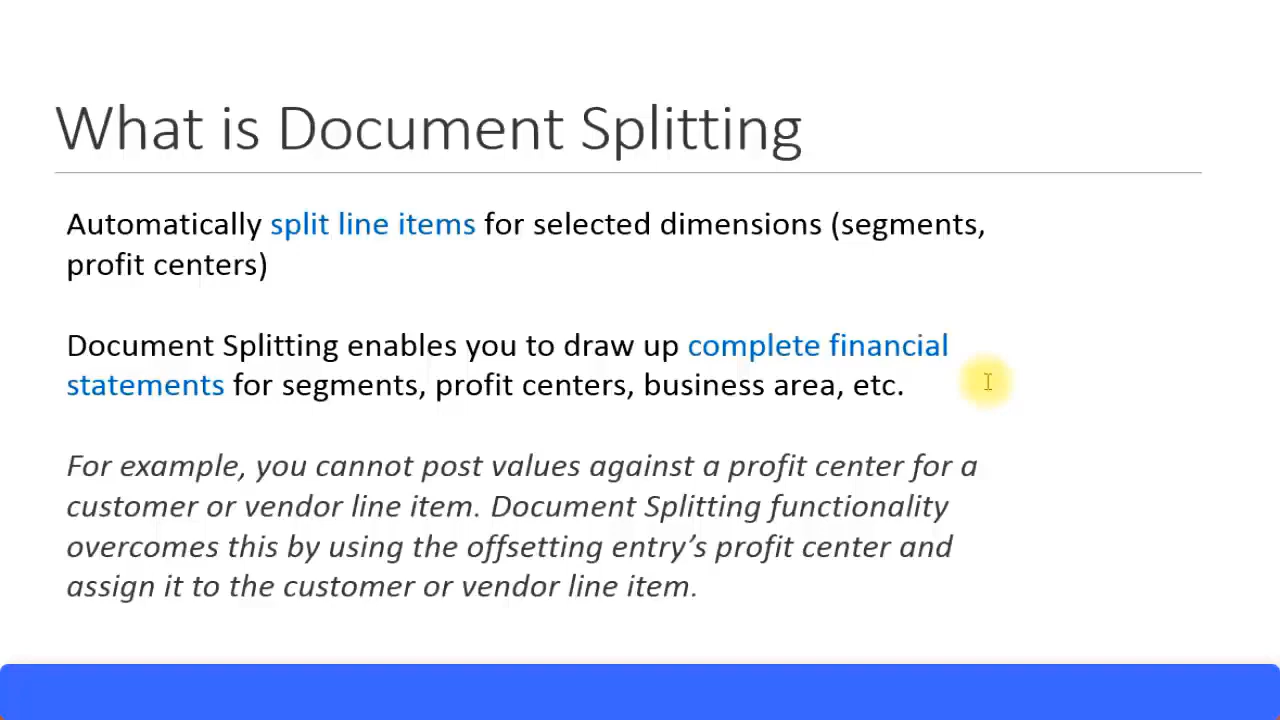 What is Document Splitting
Automatically split line items for selected dimensions (segments,
profit centers)
Document Splitting enables you to draw up complete financial
statements for segments, profit centers, business area, etc.
For example, you cannot post values against a profit center for a
customer or vendor line item. Document Splitting functionality
overcomes this by using the offsetting entry’s profit center and
assign it to the customer or vendor line item.